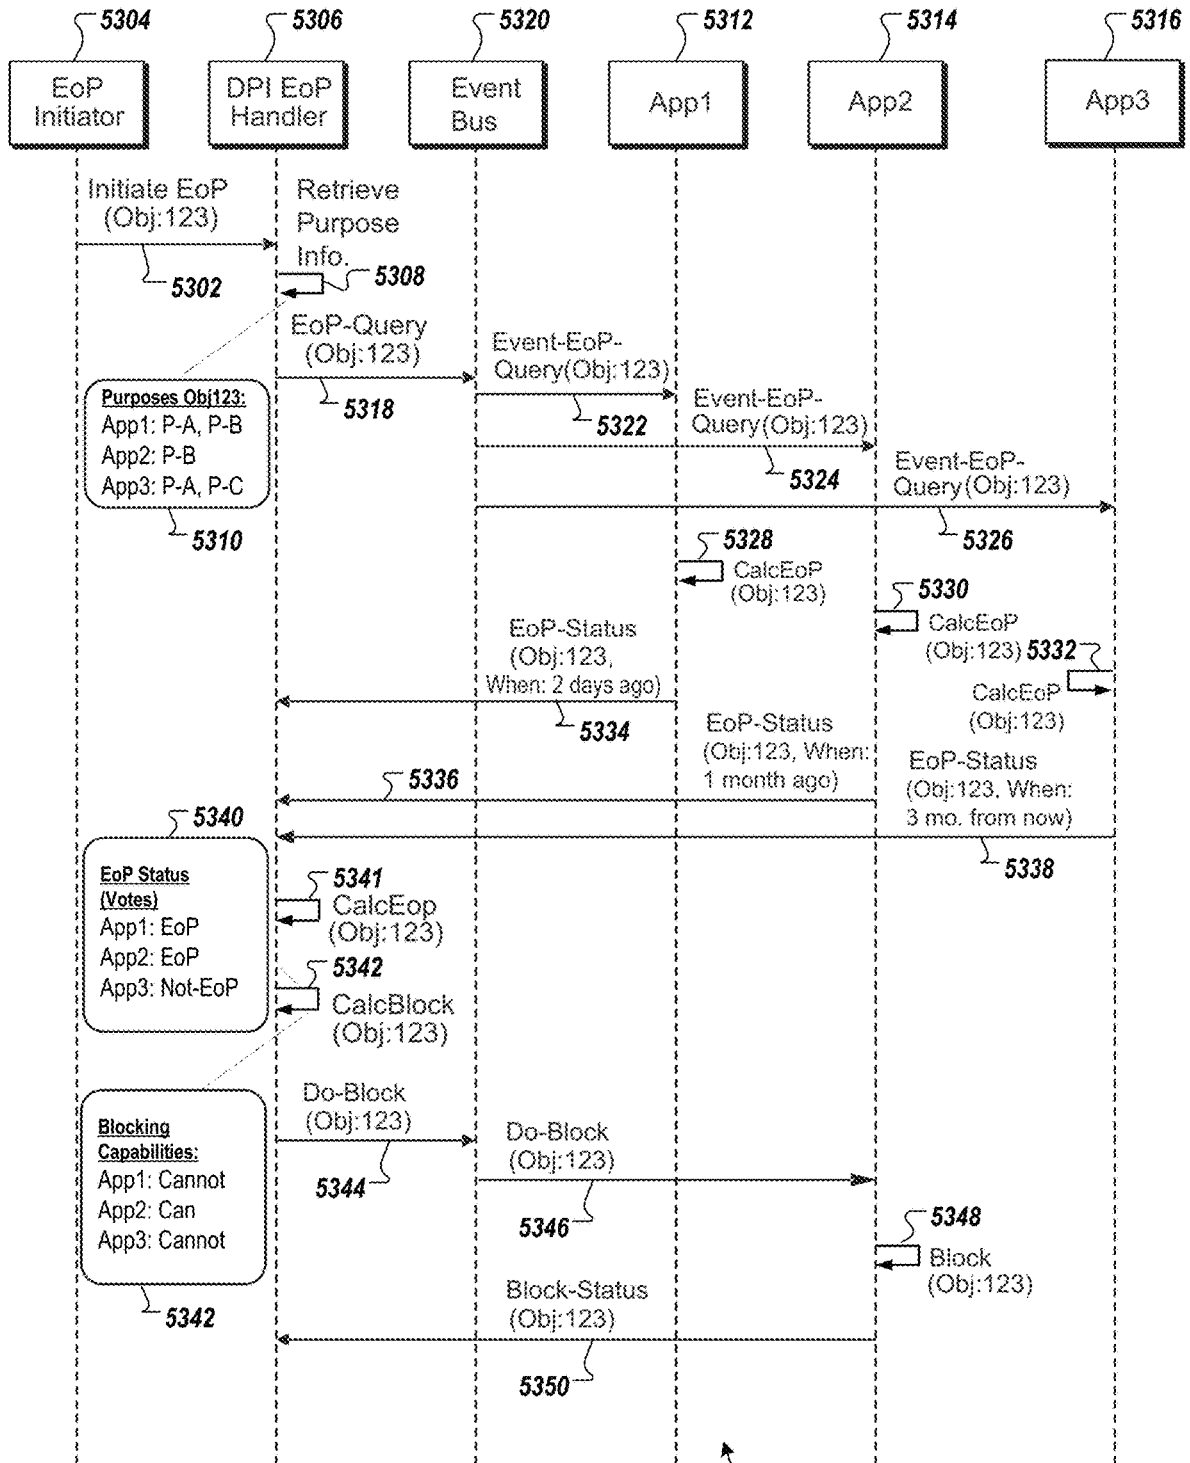 5304
5306
5320
5312
5314
5316
EoP
Initiator
DPI EoP
Handler
Event
Bus
App1
App2
App3
Initiate EoP
(Obj:123)
5302
Retrieve
Purpose
Info.
5308
EoP-Query
(Obj:123)
5318
Event-EoP-
Query(Obj:123)
5322
Event-EoP-
Query(Obj:123)
5324
Event-EoP-
Query(Obj:123)
5326
Purposes Obj123:
App1: P-A, P-B
App2: P-B
App3: P-A, P-C
5310
5328
CalcEoP
(Obj:123)
5330
CalcEoP
(Obj:123)
5332
CalcEoP
(Obj:123)
EoP-Status
(Obj:123,
When: 2 days ago)
5334
EoP-Status
(Obj:123, When:
1 month ago)
5336
EoP-Status
(Obj:123, When:
3 mo. from now)
5338
5340
EoP Status
(Votes)
App1: EoP
App2: EoP
App3: Not-EoP
5341
CalcEop
(Obj:123)
5342
CalcBlock
(Obj:123)
Blocking
Capabilities:
App1: Cannot
App2: Can
App3: Cannot
5342
Do-Block
(Obj:123)
5344
Do-Block
(Obj:123)
5346
5348
Block
(Obj:123)
Block-Status
(Obj:123)
5350